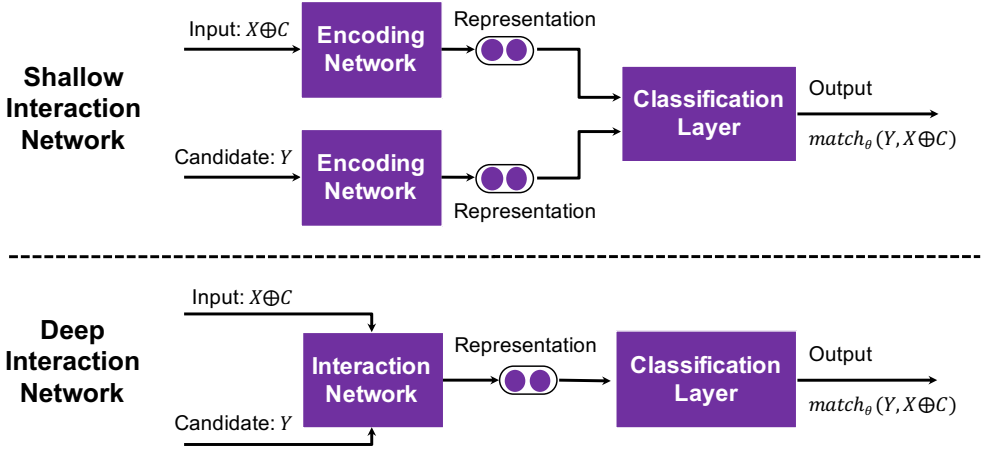 Shallow
Interaction
Network
Input: X⊕C
Encoding
Network
Representation
Candidate: Y
Encoding
Network
Representation
Classification
Layer
Output
match_θ(Y, X⊕C)
Deep
Interaction
Network
Input: X⊕C
Candidate: Y
Interaction
Network
Representation
Classification
Layer
Output
match_θ(Y, X⊕C)